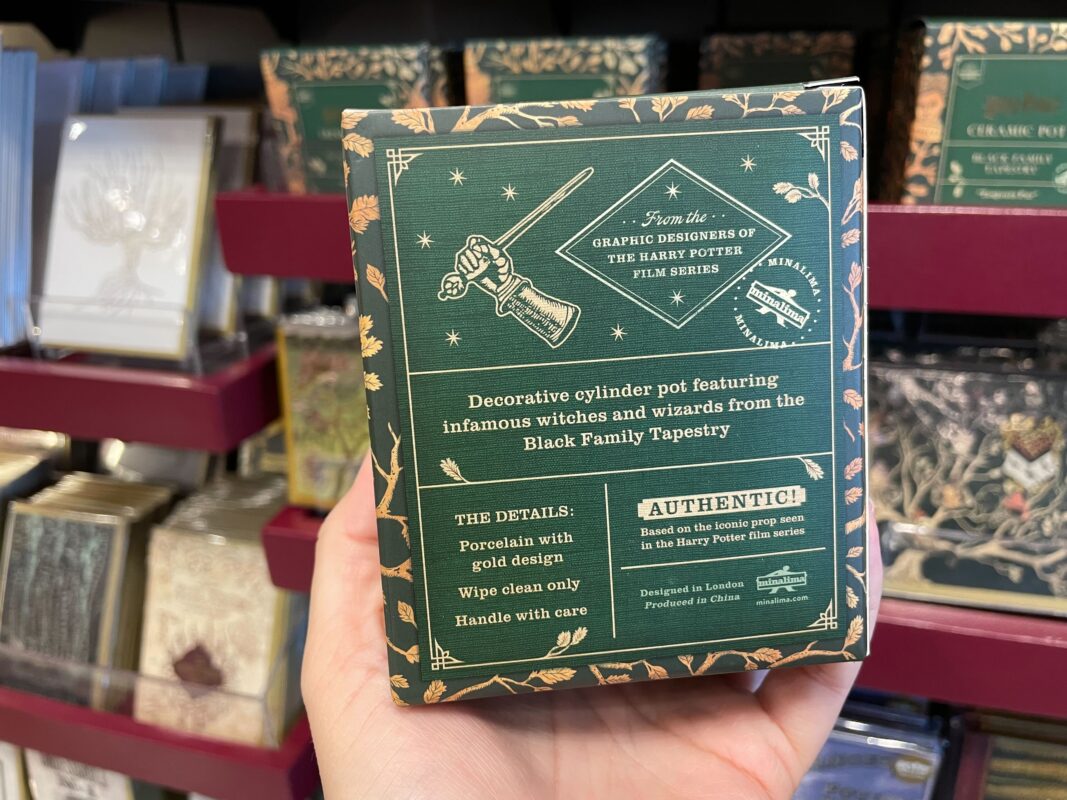 From the
GRAPHIC DESIGNERS OF
THE HARRY POTTER
FILM SERIES
MINALIMA
minalima
MINALIMA
Decorative cylinder pot featuring
infamous witches and wizards from the
Black Family Tapestry
THE DETAILS:
Porcelain with
gold design
Wipe clean only
Handle with care
AUTHENTIC!
Based on the iconic prop seen
in the Harry Potter film series
Designed in London
Produced in China
minalima
minalima.com
CERAMIC POT
BLACK FAMILY
TAPESTRY